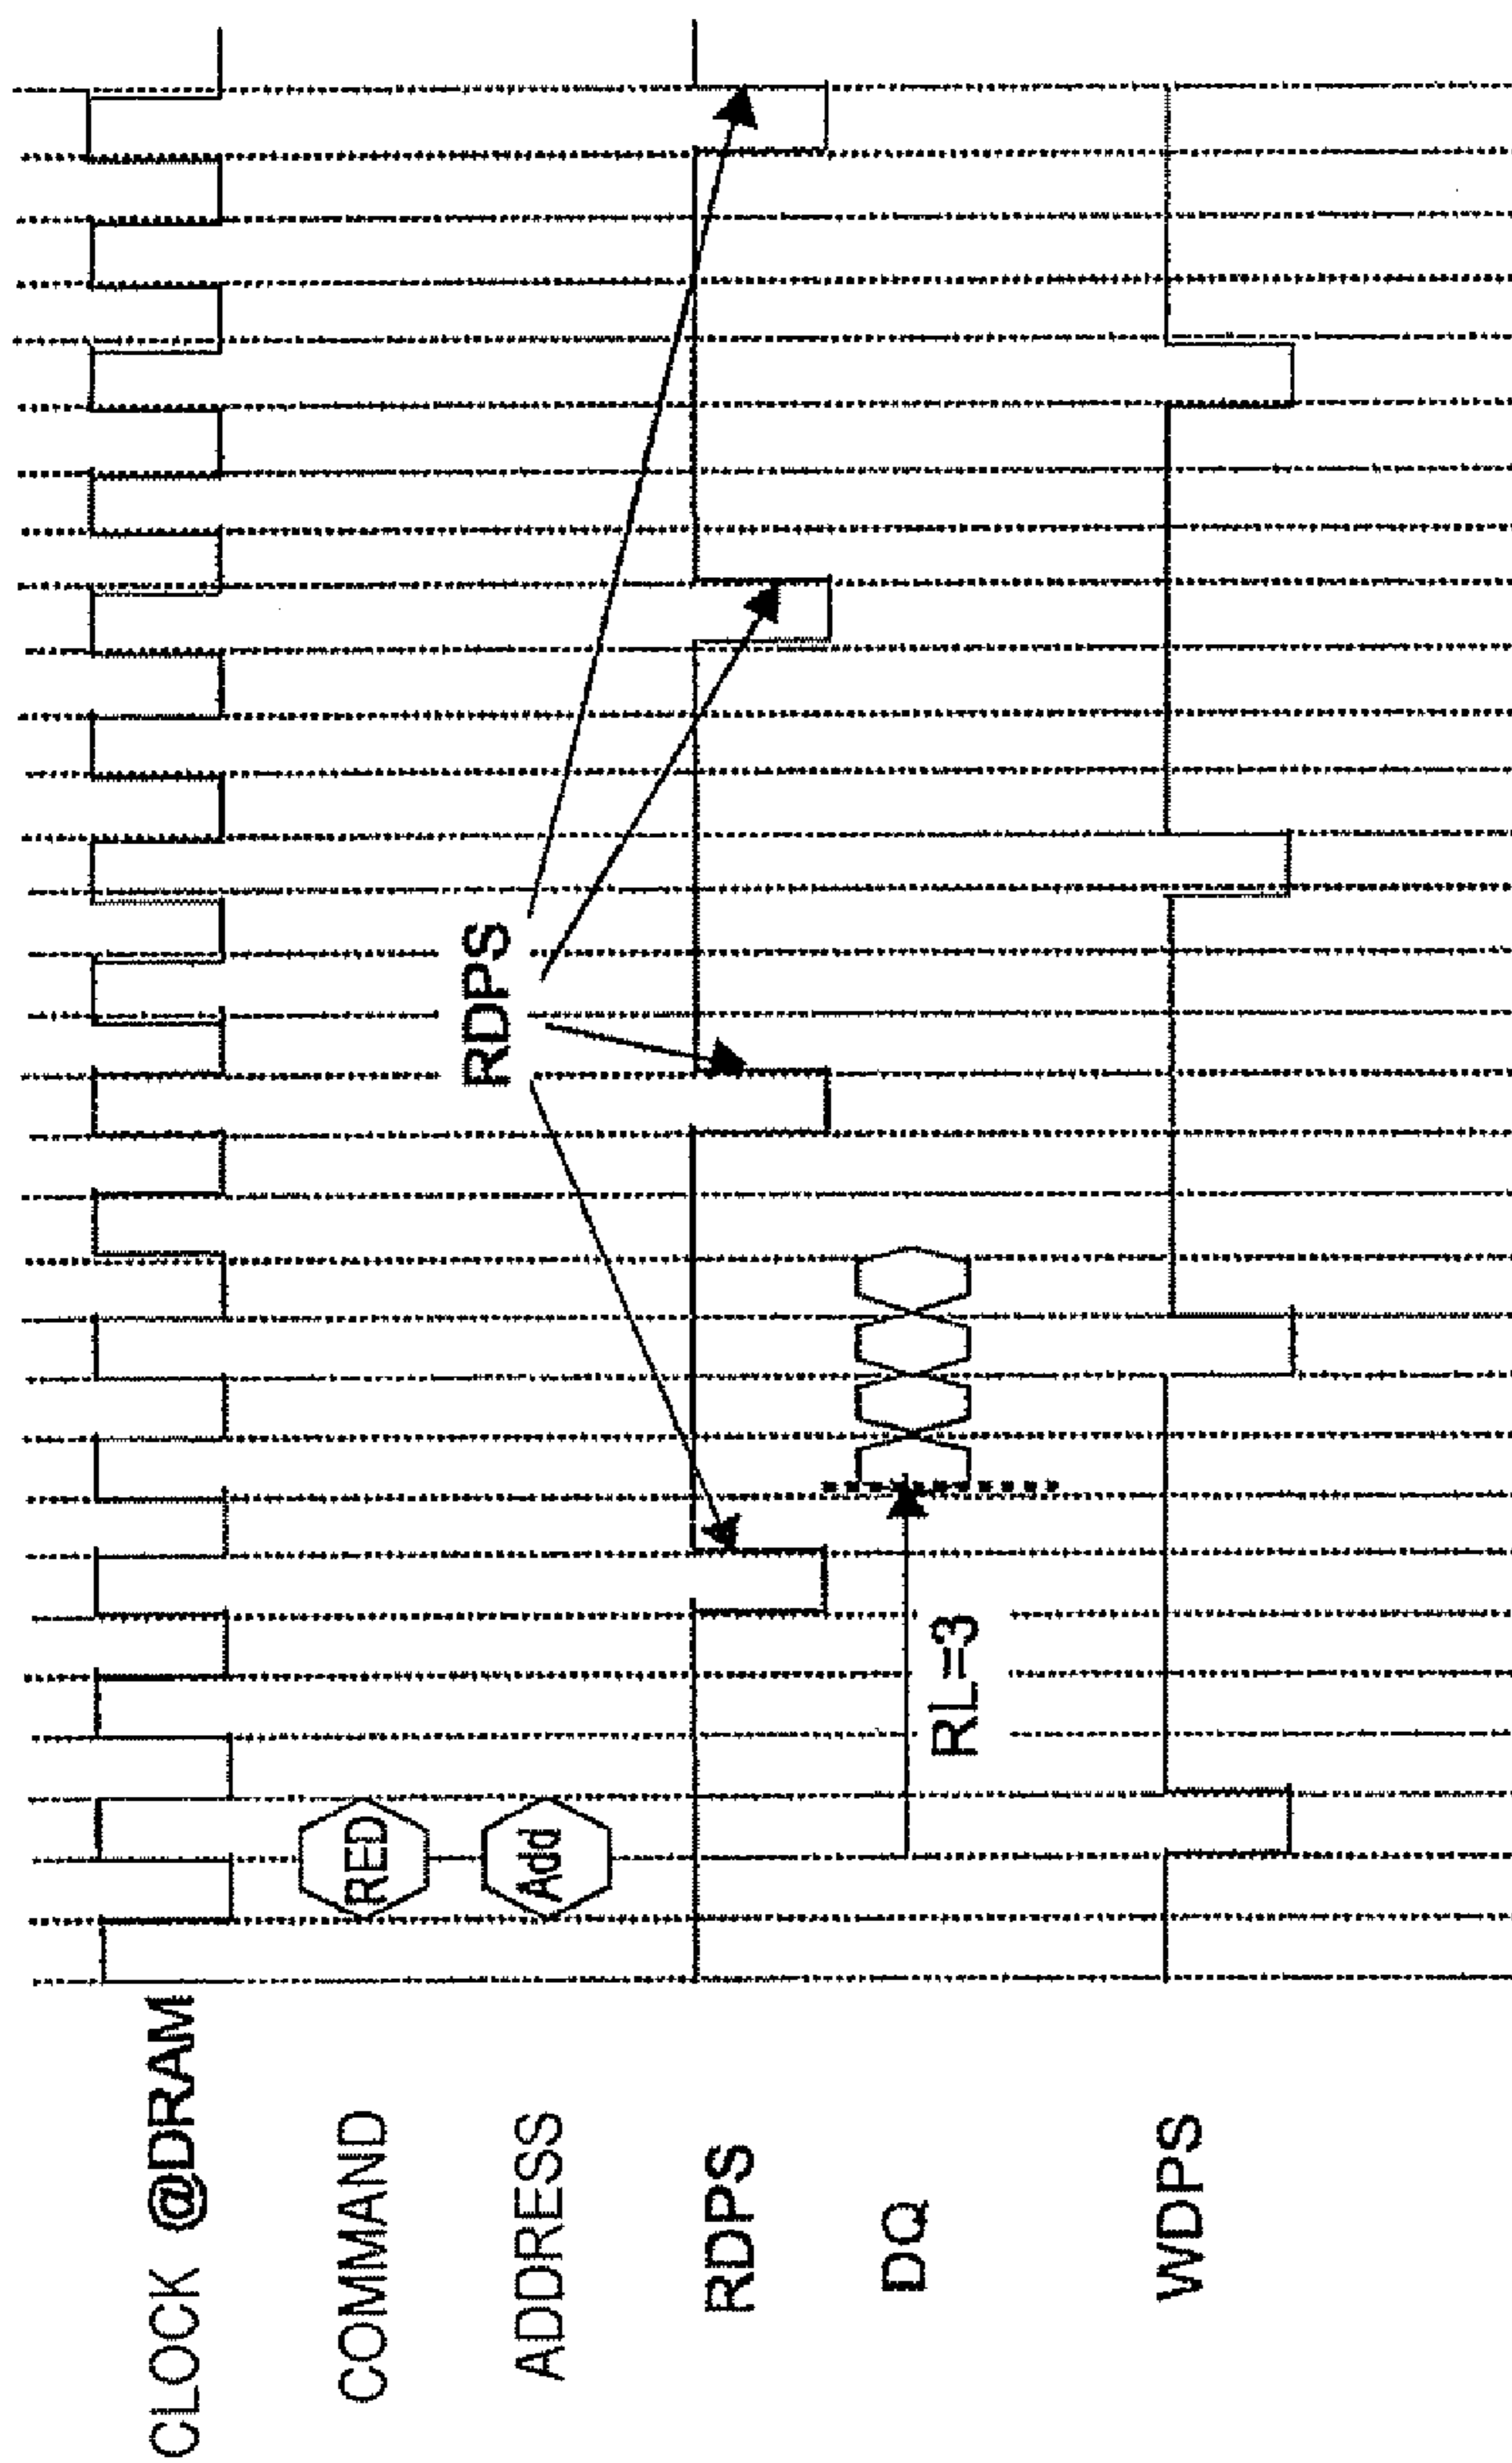 CLOCK @DRAM
COMMAND
RED
ADDRESS
Add
RDPS
RDPS
DQ
RL=3
WDPS